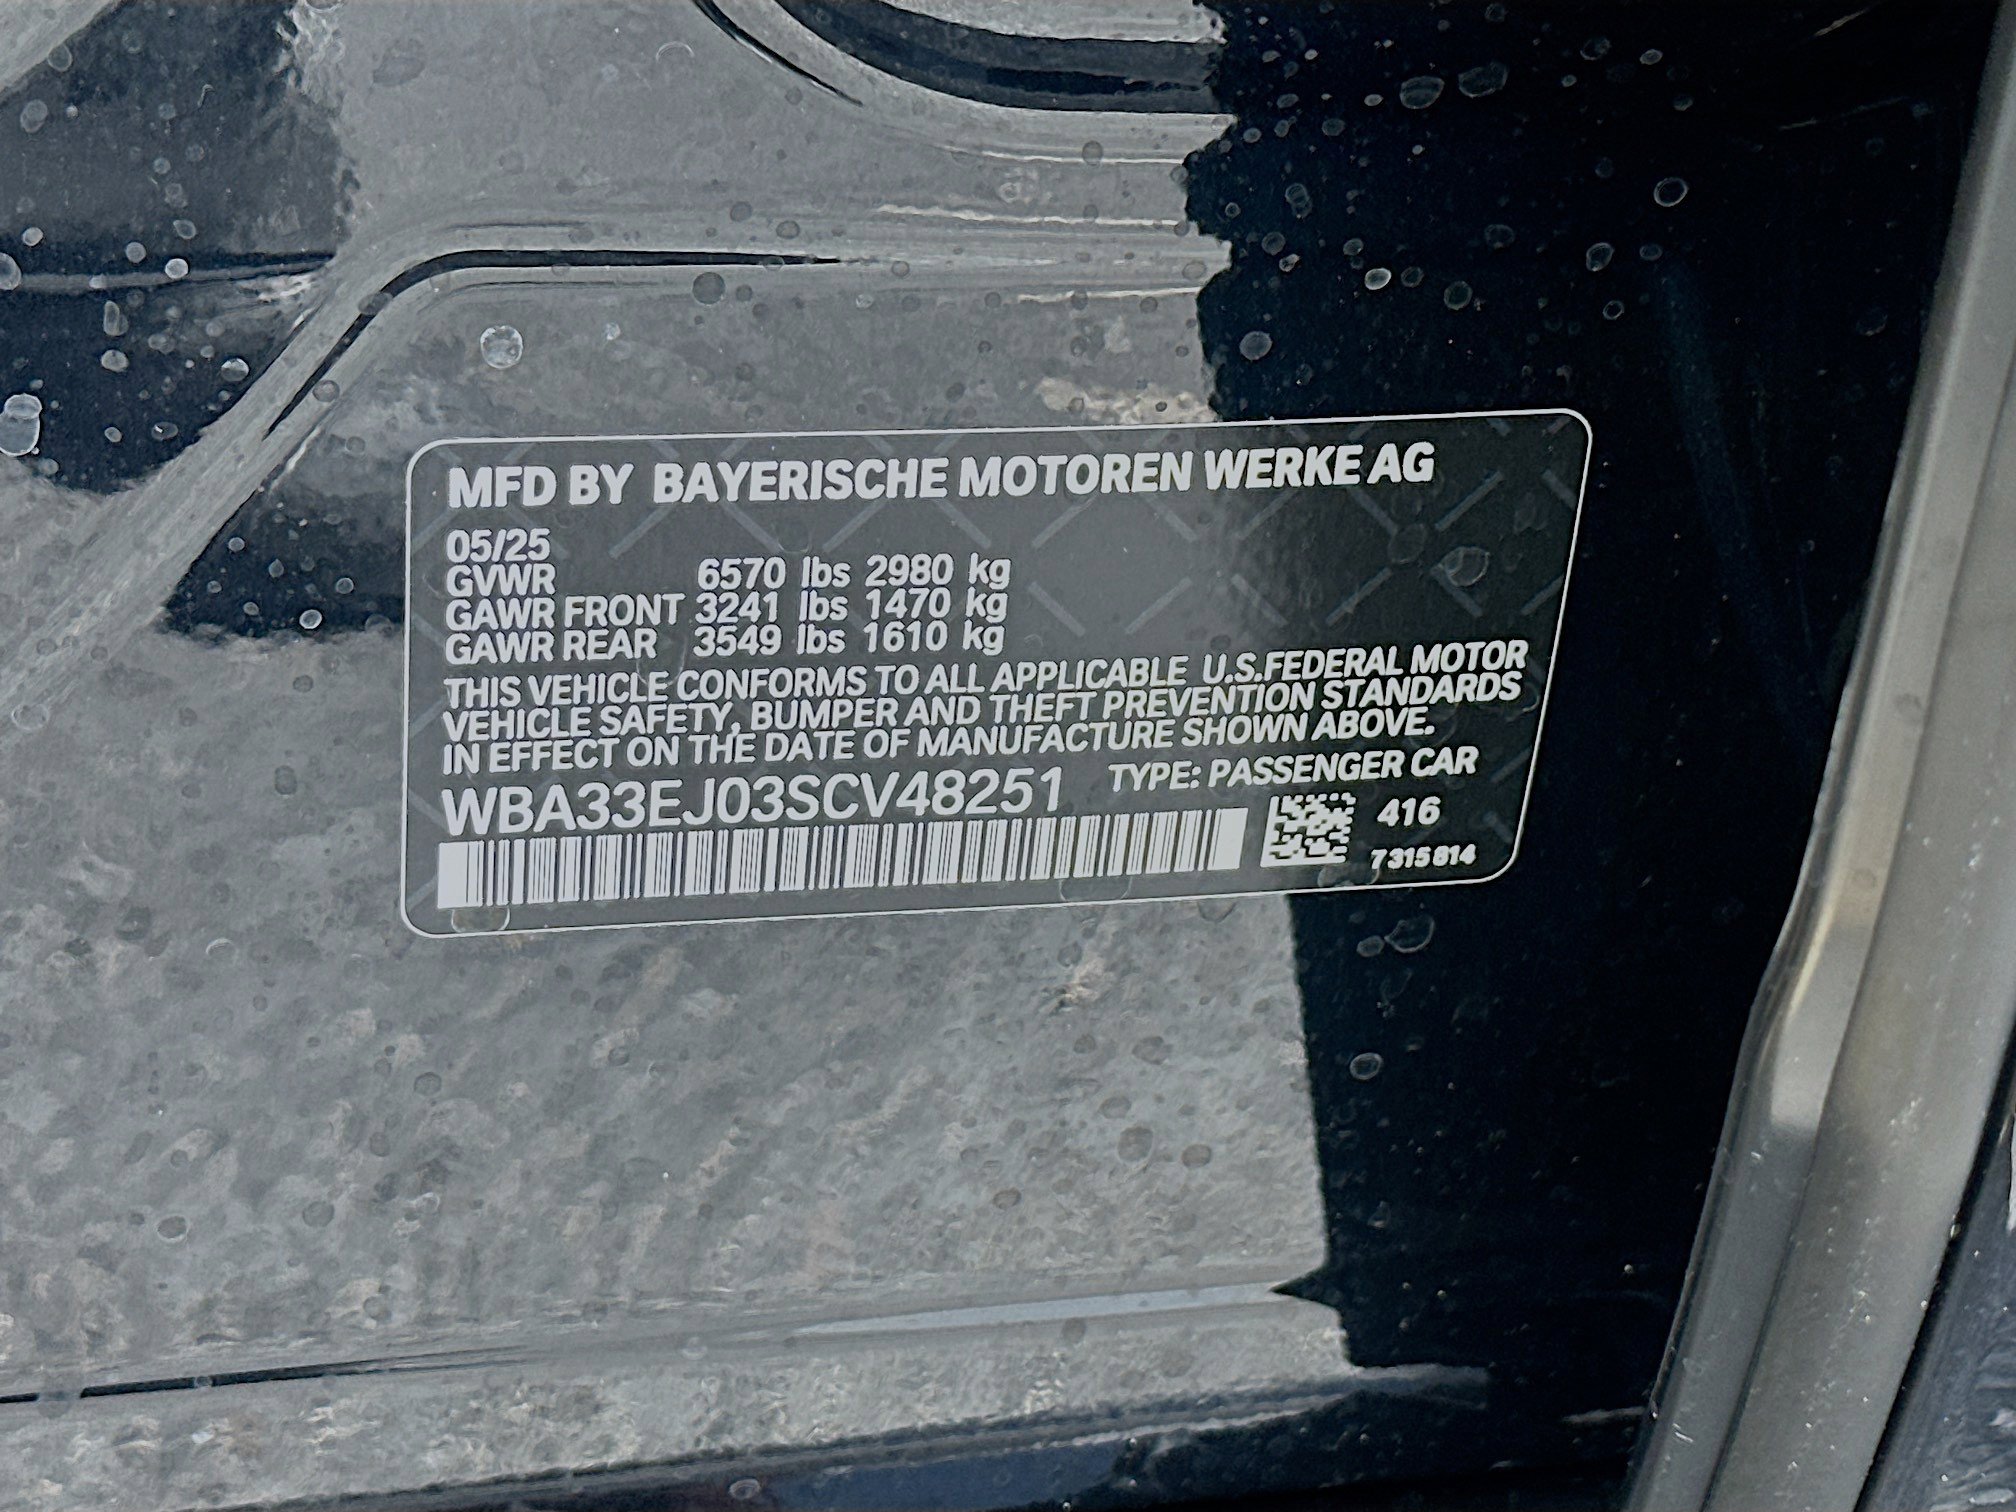 MFD BY BAYERISCHE MOTOREN WERKE AG
05/25
GVWR 6570 lbs 2980 kg
GAWR FRONT 3241 lbs 1470 kg
GAWR REAR 3549 lbs 1610 kg
THIS VEHICLE CONFORMS TO ALL APPLICABLE U.S.FEDERAL MOTOR
VEHICLE SAFETY, BUMPER AND THEFT PREVENTION STANDARDS
IN EFFECT ON THE DATE OF MANUFACTURE SHOWN ABOVE.
WBA33EJ03SCV48251 TYPE: PASSENGER CAR
416
7315814